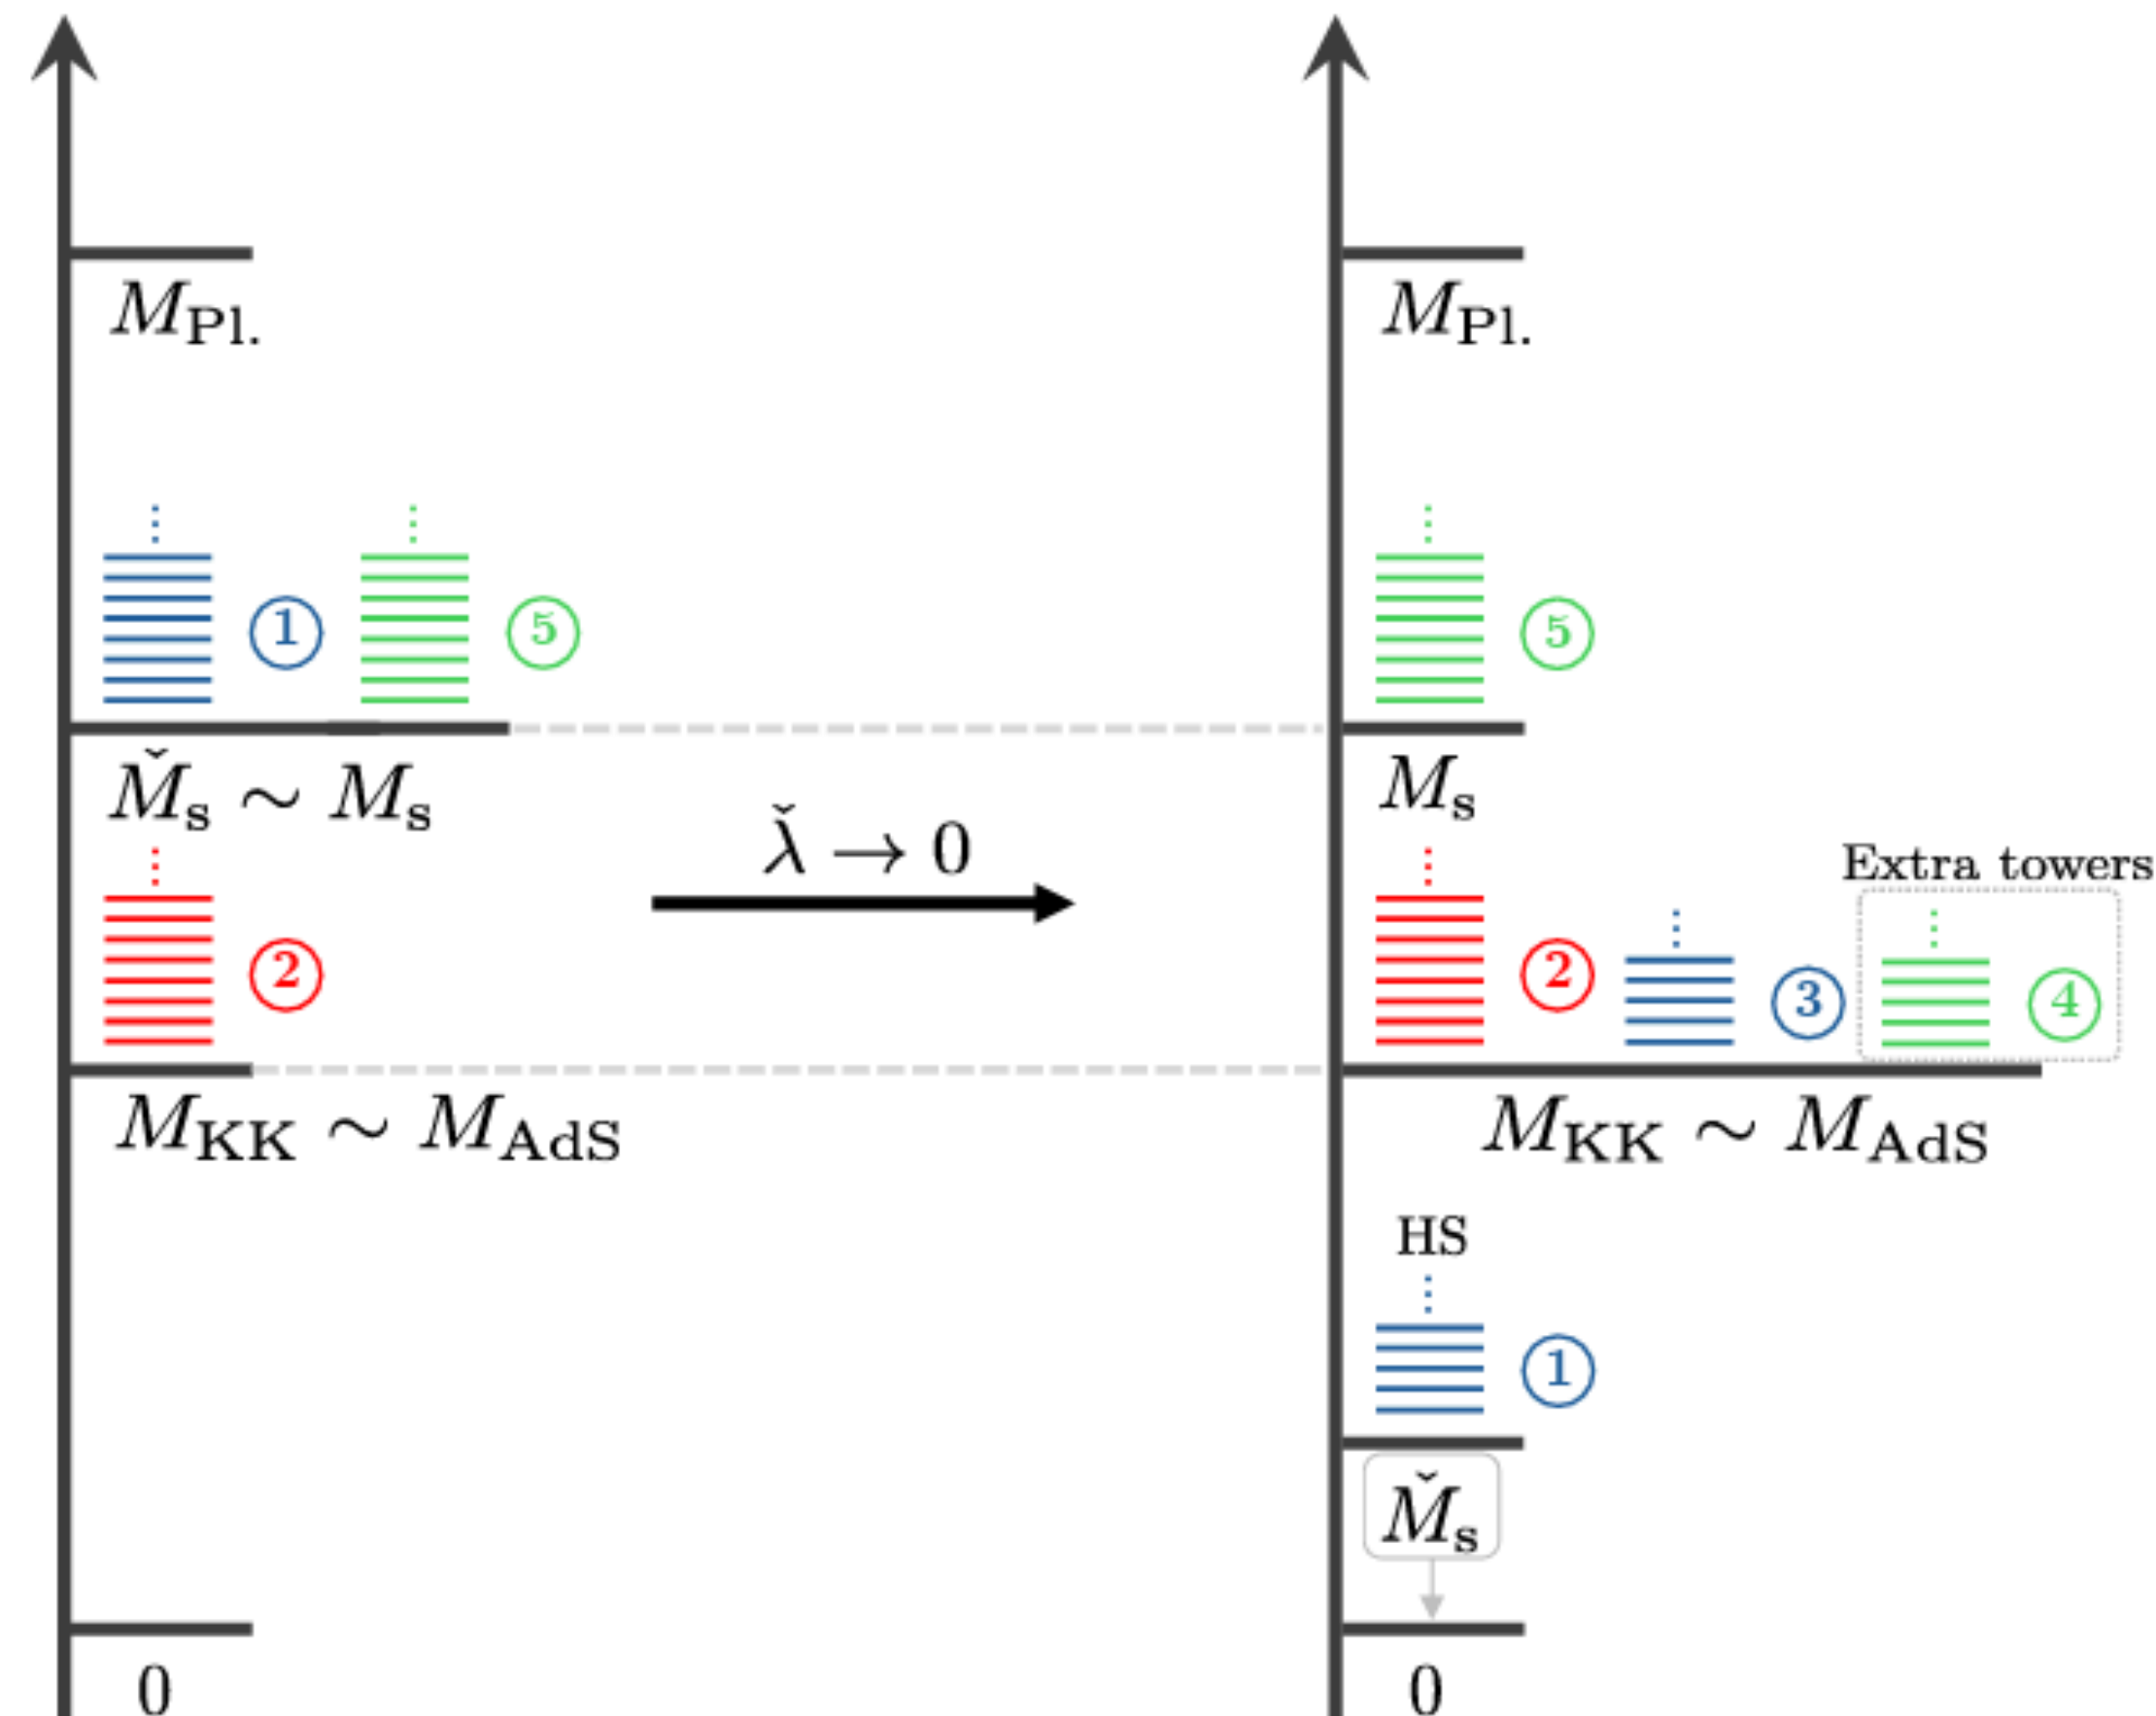 M_Pl.
① ⑤
M̌_s ∼ M_s
②
M_KK ∼ M_AdS
0
λ̌ → 0
M_Pl.
⑤
M_s
Extra towers
② ③ ④
M_KK ∼ M_AdS
HS
①
M̌_s
0